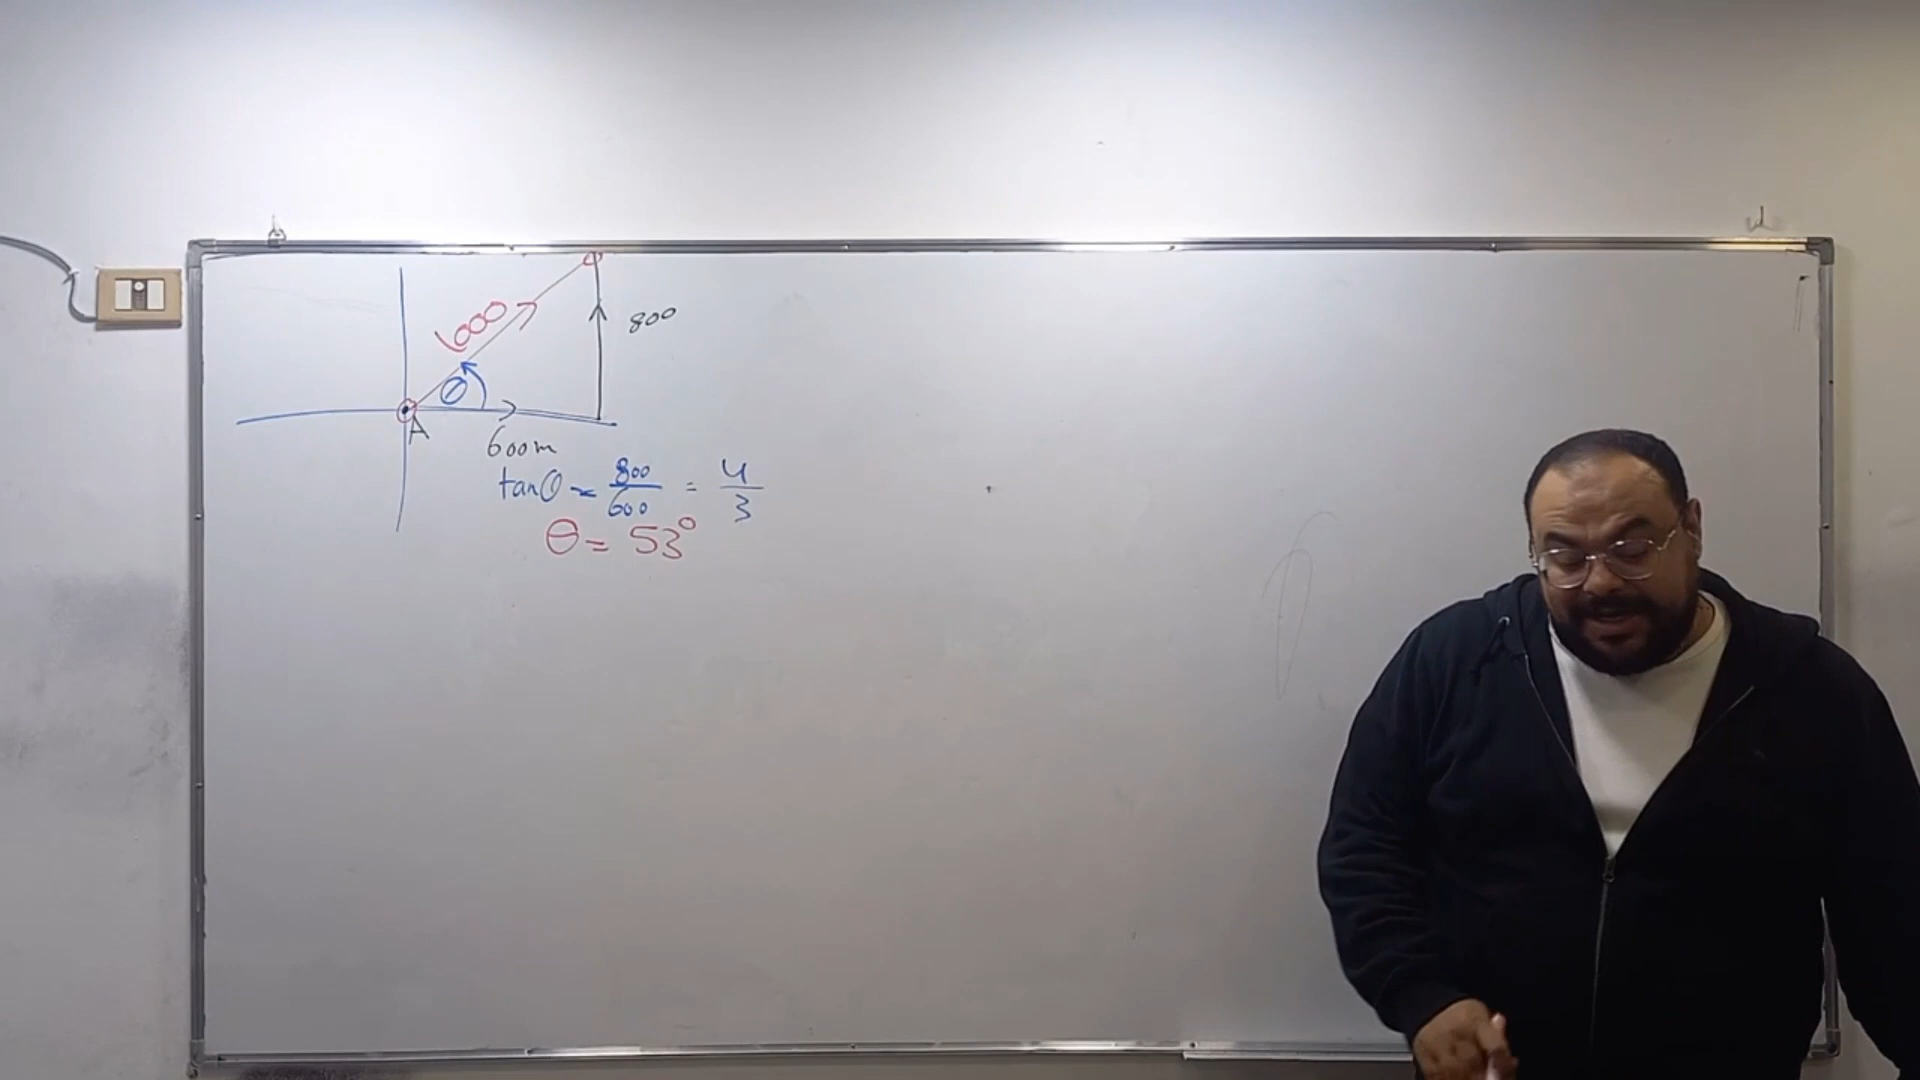 1000
800
θ
A
600m
tanθ = 800/600 = 4/3
θ = 53°